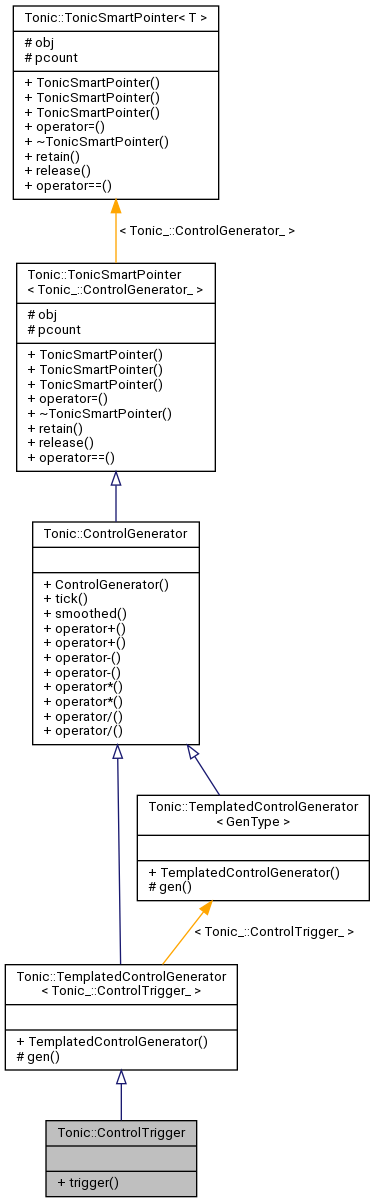 Tonic::TonicSmartPointer< T >
# obj
# pcount
+ TonicSmartPointer()
+ TonicSmartPointer()
+ TonicSmartPointer()
+ operator=()
+ ~TonicSmartPointer()
+ retain()
+ release()
+ operator==()
< Tonic_::ControlGenerator_ >
Tonic::TonicSmartPointer
< Tonic_::ControlGenerator_ >
# obj
# pcount
+ TonicSmartPointer()
+ TonicSmartPointer()
+ TonicSmartPointer()
+ operator=()
+ ~TonicSmartPointer()
+ retain()
+ release()
+ operator==()
Tonic::ControlGenerator
+ ControlGenerator()
+ tick()
+ smoothed()
+ operator+()
+ operator+()
+ operator-()
+ operator-()
+ operator*()
+ operator*()
+ operator/()
+ operator/()
Tonic::TemplatedControlGenerator
< GenType >
+ TemplatedControlGenerator()
# gen()
< Tonic_::ControlTrigger_ >
Tonic::TemplatedControlGenerator
< Tonic_::ControlTrigger_ >
+ TemplatedControlGenerator()
# gen()
Tonic::ControlTrigger
+ trigger()